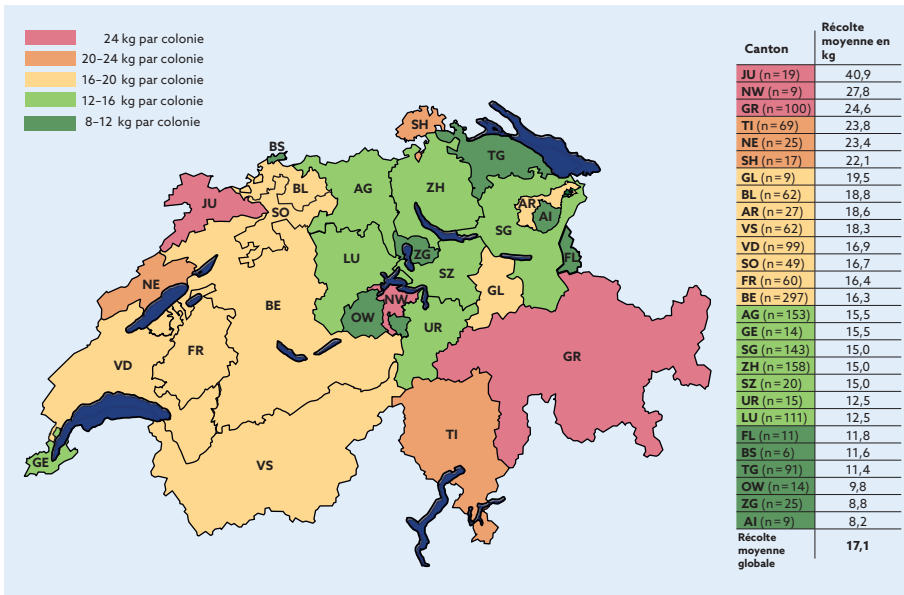 24 kg par colonie
20–24 kg par colonie
16–20 kg par colonie
12–16 kg par colonie
8–12 kg par colonie
SH
BS
TG
BL
AG
ZH
JU
SO
AR
AI
SG
ZG
FL
LU
SZ
NE
NW
GL
BE
OW
UR
FR
GR
VD
TI
GE
VS
Canton Récolte moyenne en kg
JU (n=19) 40,9
NW (n=9) 27,8
GR (n=100) 24,6
TI (n=69) 23,8
NE (n=25) 23,4
SH (n=17) 22,1
GL (n=9) 19,5
BL (n=62) 18,8
AR (n=27) 18,6
VS (n=62) 18,3
VD (n=99) 16,9
SO (n=49) 16,7
FR (n=60) 16,4
BE (n=297) 16,3
AG (n=153) 15,5
GE (n=14) 15,5
SG (n=143) 15,0
ZH (n=158) 15,0
SZ (n=20) 15,0
UR (n=15) 12,5
LU (n=111) 12,5
FL (n=11) 11,8
BS (n=6) 11,6
TG (n=91) 11,4
OW (n=14) 9,8
ZG (n=25) 8,8
AI (n=9) 8,2
Récolte moyenne globale 17,1